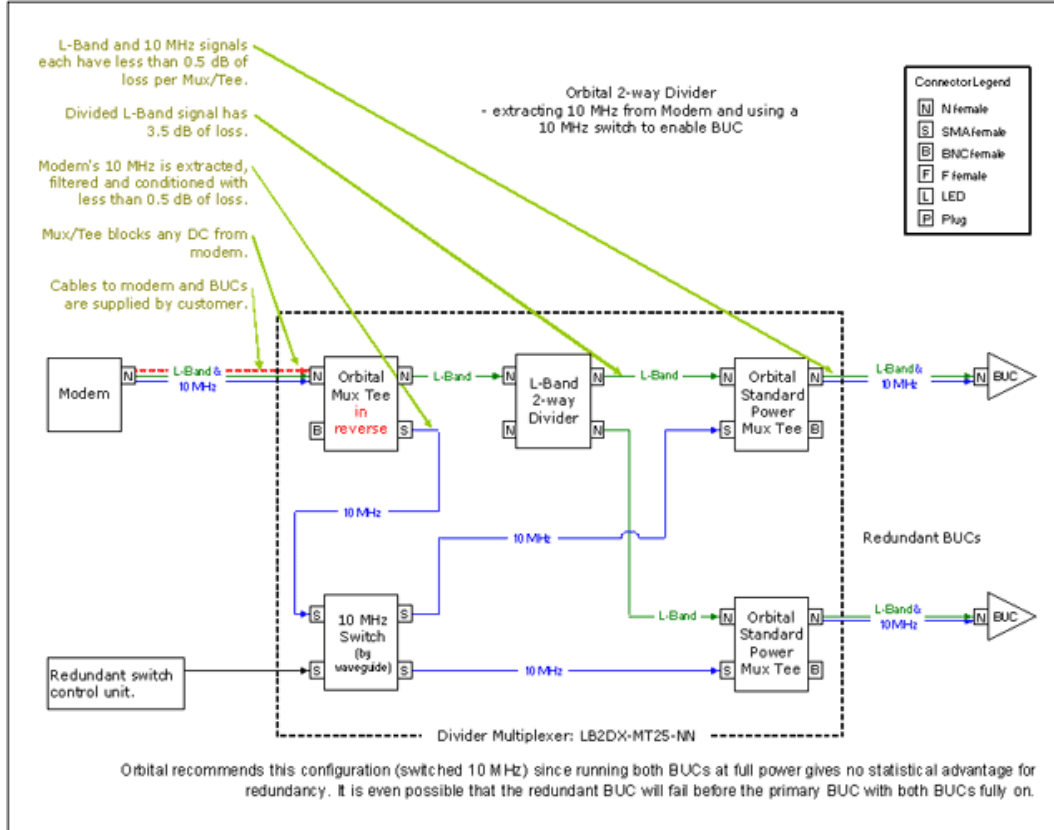 L-Band and 10 MHz signals
each have less than 0.5 dB of
loss per Mux/Tee.
Divided L-Band signal has
3.5 dB of loss.
Modem's 10 MHz is extracted,
filtered and conditioned with
less than 0.5 dB of loss.
Mux/Tee blocks any DC from
modem.
Cables to modem and BUCs
are supplied by customer.
Orbital 2-way Divider
- extracting 10 MHz from Modem and using a
10 MHz switch to enable BUC
Connector Legend
N N female
S SMA female
B BNC female
F F female
L LED
P Plug
Modem
N
L-Band &
10 MHz
N
B
Orbital
Mux Tee
in
reverse
N
S
L-Band
N
N
L-Band
2-way
Divider
N
N
L-Band
N
S
Orbital
Standard
Power
Mux Tee
N
B
L-Band &
10 MHz
N
BUC
10 MHz
10 MHz
Redundant BUCs
S
S
10 MHz
Switch
(by
waveguide)
S
S
L-Band
10 MHz
N
S
Orbital
Standard
Power
Mux Tee
N
B
L-Band &
10 MHz
N
BUC
Redundant switch
control unit.
Divider Multiplexer: LB2DX-MT25-NN
Orbital recommends this configuration (switched 10 MHz) since running both BUCs at full power gives no statistical advantage for
redundancy. It is even possible that the redundant BUC will fail before the primary BUC with both BUCs fully on.